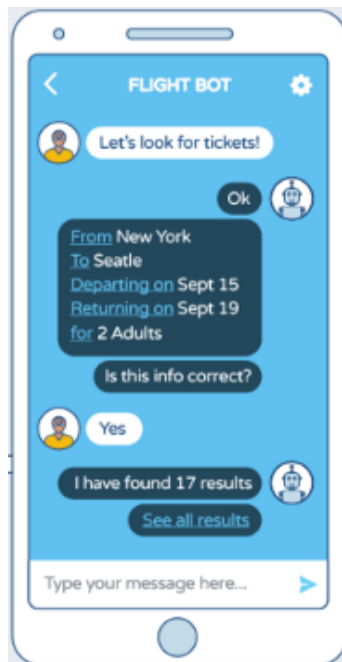 FLIGHT BOT
Let's look for tickets!
Ok
From New York
To Seatle
Departing on Sept 15
Returning on Sept 19
for 2 Adults
Is this info correct?
Yes
I have found 17 results
See all results
Type your message here...